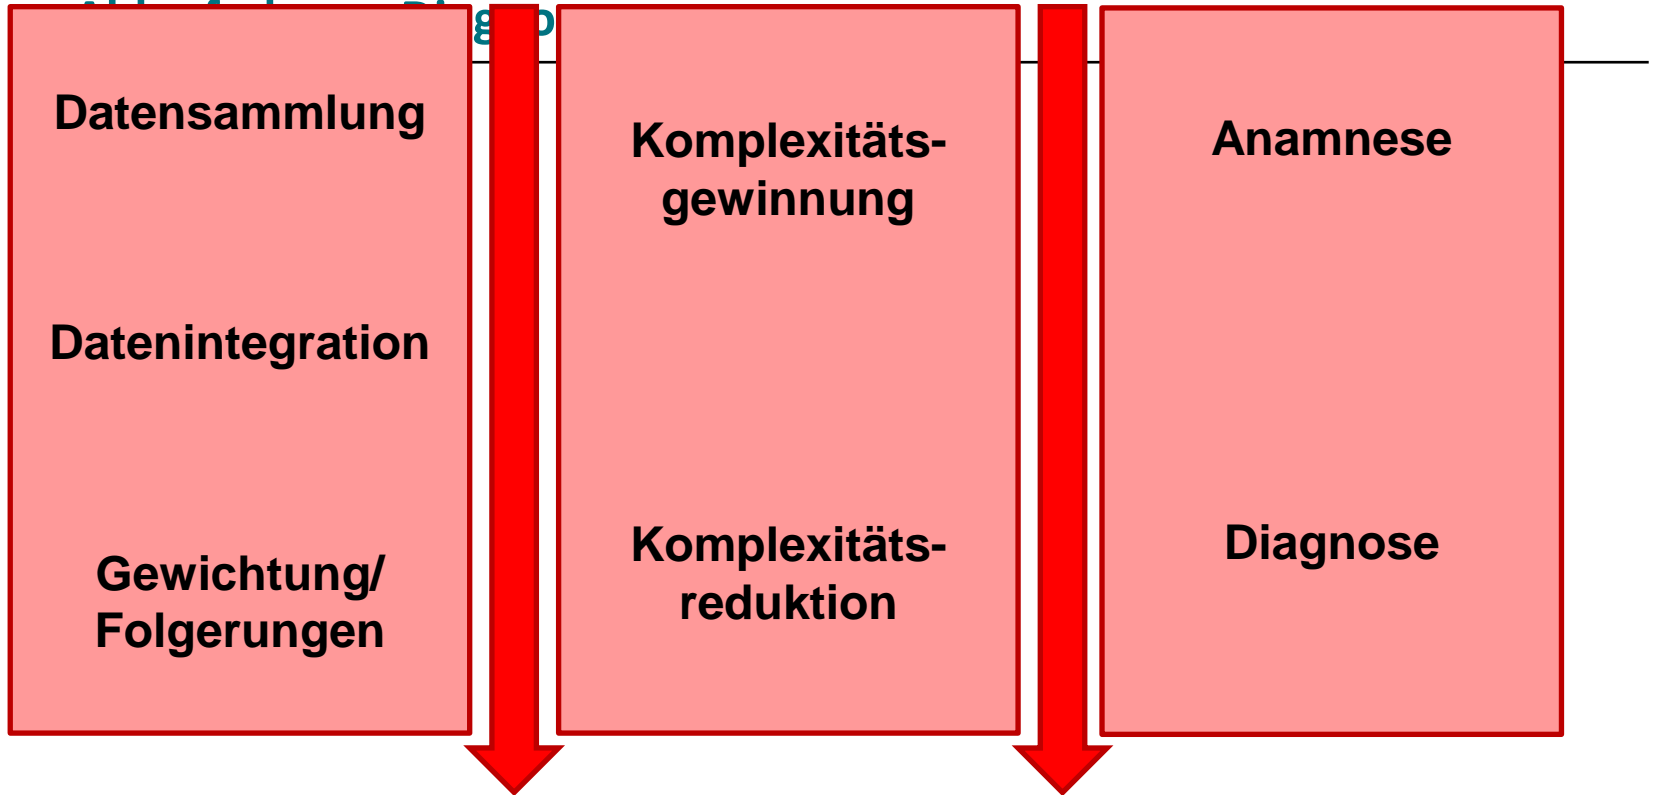 Datensammlung
Datenintegration
Gewichtung/
Folgerungen
Komplexitäts-
gewinnung
Komplexitäts-
reduktion
Anamnese
Diagnose